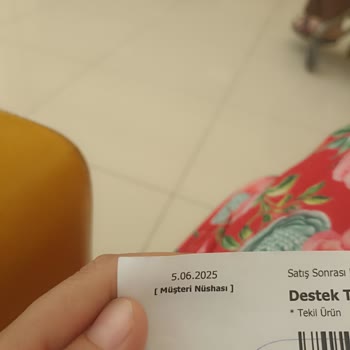 5.06.2025
[ Müşteri Nüshası ]
Satış Sonrası
Destek T
* Tekil Ürün